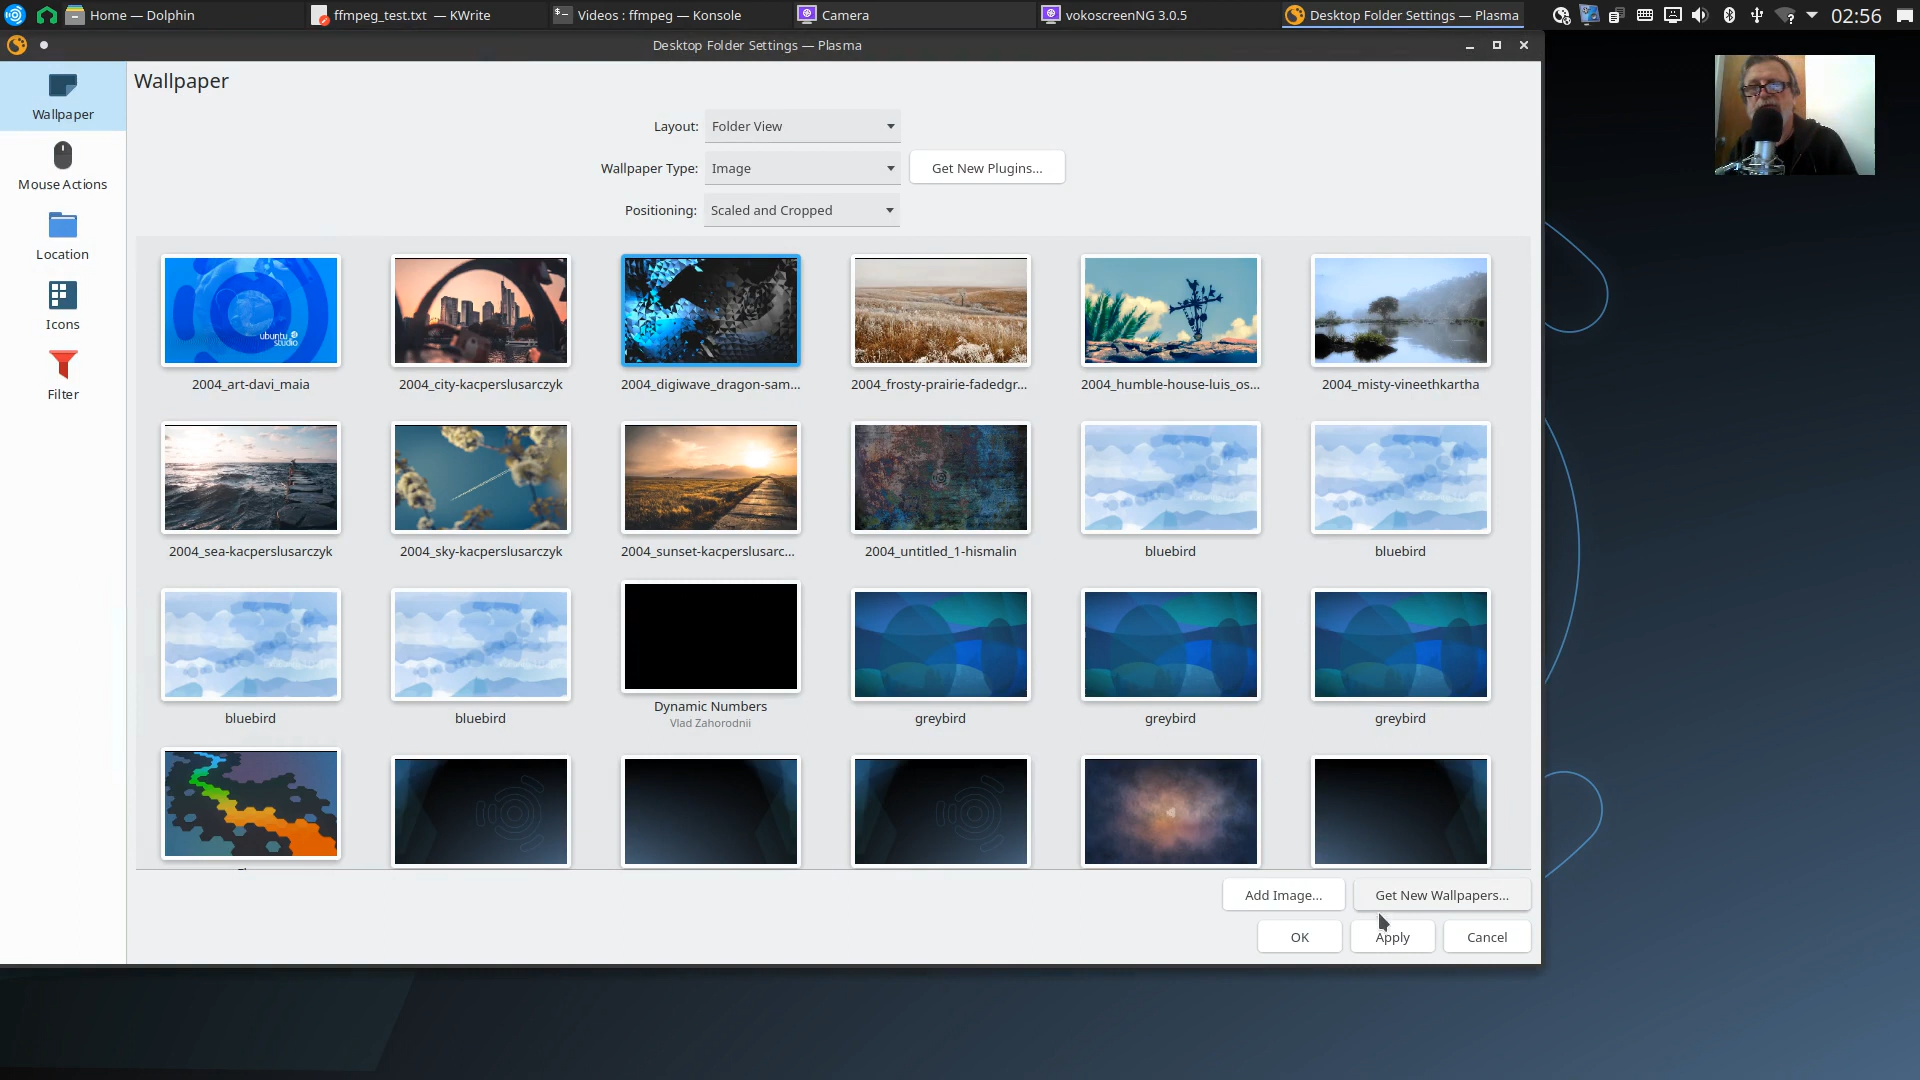 Home — Dolphin
ffmpeg_test.txt — KWrite
Videos : ffmpeg — Konsole
Camera
vokoscreenNG 3.0.5
Desktop Folder Settings — Plasma
02:56
Desktop Folder Settings — Plasma
Wallpaper
Mouse Actions
Location
Icons
Filter
Wallpaper
Layout: Folder View
Wallpaper Type: Image Get New Plugins...
Positioning: Scaled and Cropped
ubuntu
studio
2004_art-davi_maia
2004_city-kacperslusarczyk
2004_digiwave_dragon-sam...
2004_frosty-prairie-fadedgr...
2004_humble-house-luis_os...
2004_misty-vineethkartha
2004_sea-kacperslusarczyk
2004_sky-kacperslusarczyk
2004_sunset-kacperslusarc...
2004_untitled_1-hismalin
bluebird
bluebird
bluebird
bluebird
Dynamic Numbers
Vlad Zahorodnii
greybird
greybird
greybird
Add Image...
Get New Wallpapers...
OK
Apply
Cancel